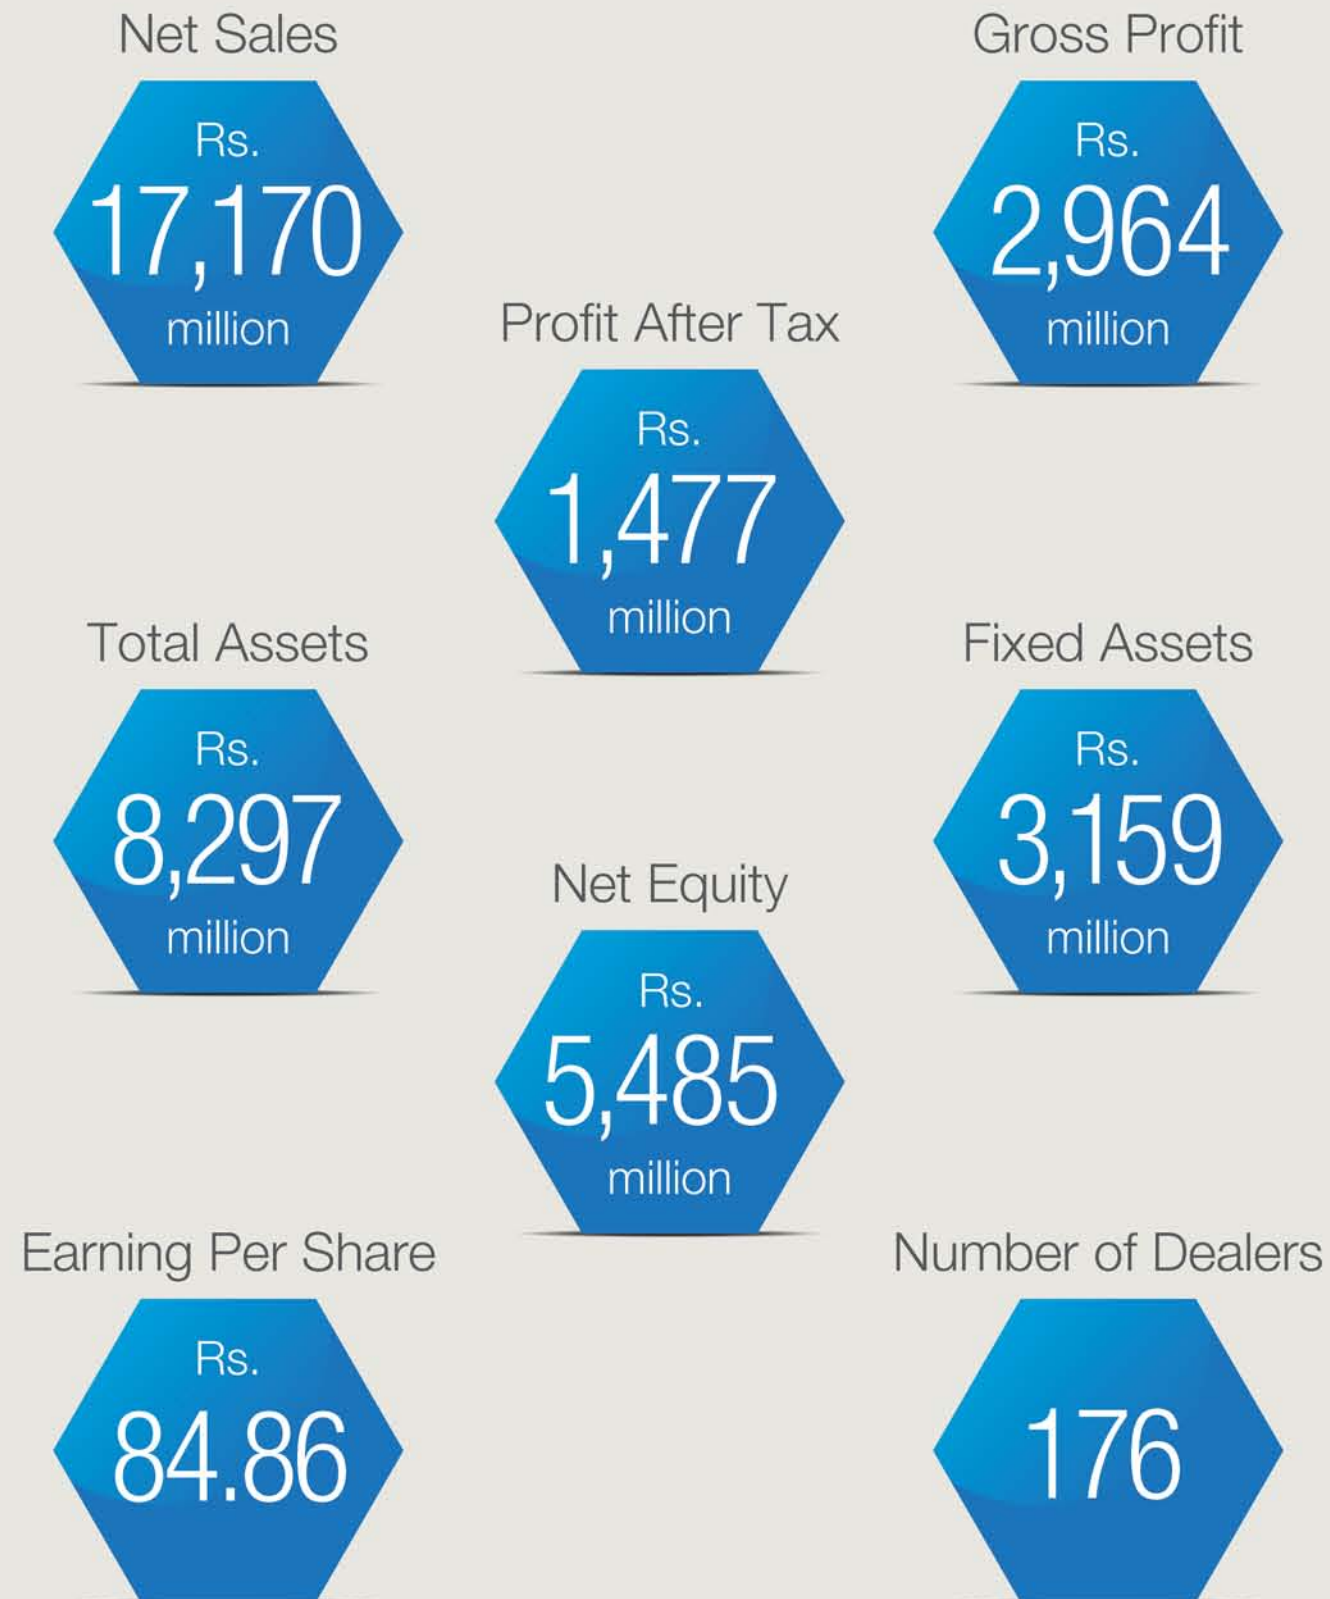 Net Sales
Rs.
17,170
million
Gross Profit
Rs.
2,964
million
Profit After Tax
Rs.
1,477
million
Total Assets
Rs.
8,297
million
Fixed Assets
Rs.
3,159
million
Net Equity
Rs.
5,485
million
Earning Per Share
Rs.
84.86
Number of Dealers
176